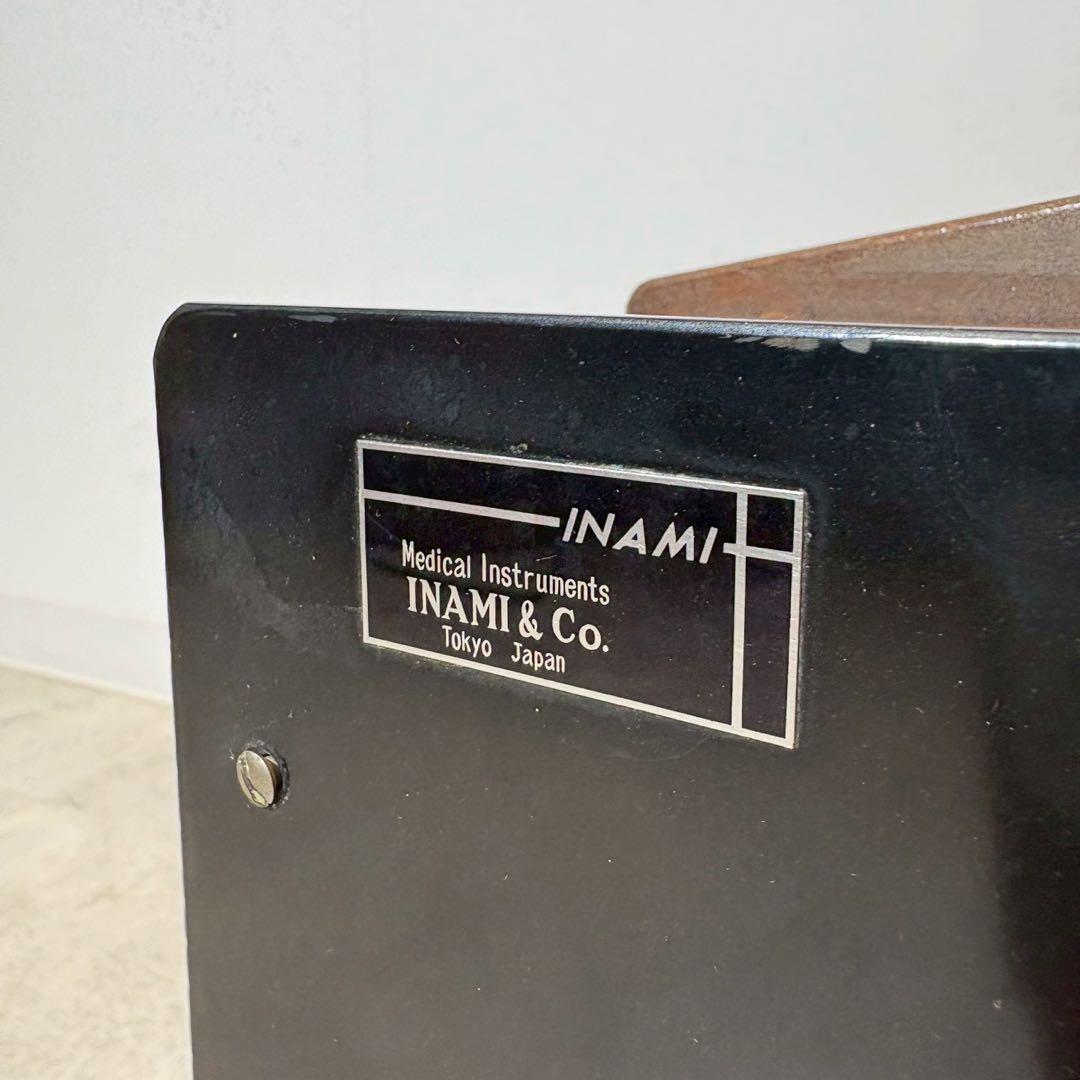 INAMI
Medical Instruments
INAMI & Co.
Tokyo Japan